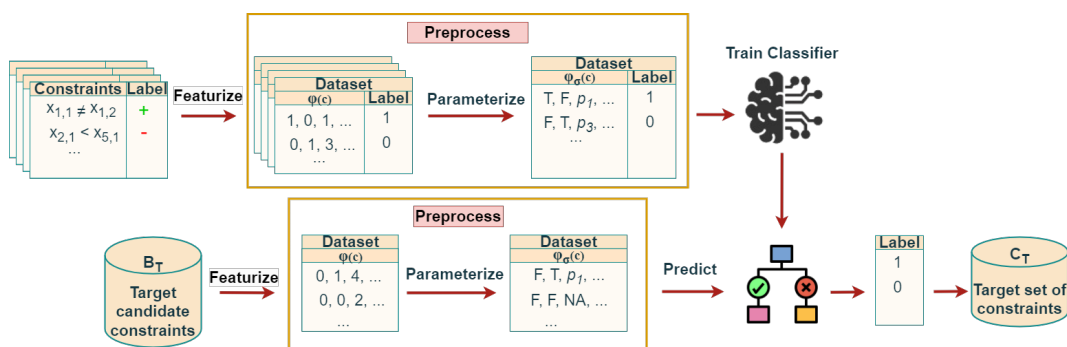 Preprocess
Train Classifier
Constraints Label
x1,1 ≠ x1,2 +
x2,1 < x5,1 -
...
Featurize
Dataset
φ(c) Label
1, 0, 1, ... 1
0, 1, 3, ... 0
...
Parameterize
Dataset
φσ(c) Label
T, F, p1, ... 1
F, T, p3, ... 0
...
Preprocess
BT
Target
candidate
constraints
Featurize
Dataset
φ(c)
0, 1, 4, ...
0, 0, 2, ...
...
Parameterize
Dataset
φσ(c)
F, T, p1, ...
F, F, NA, ...
...
Predict
Label
1
0
CT
Target set of
constraints